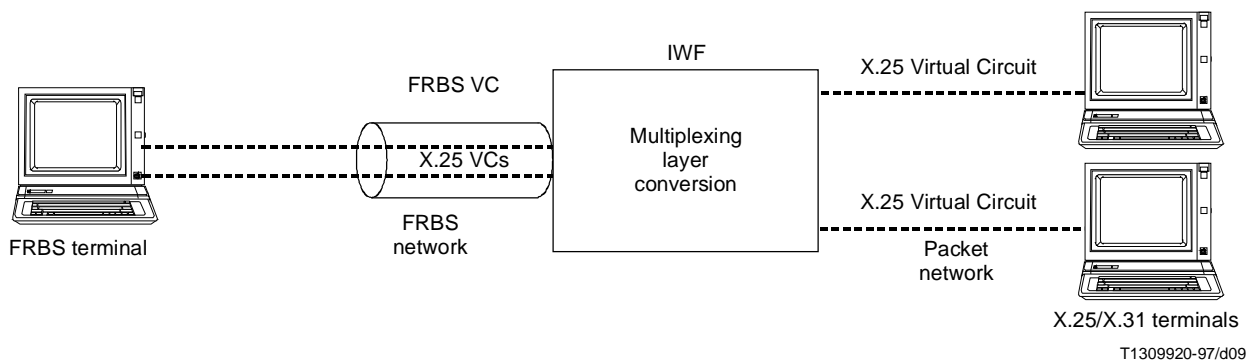 IWF
FRBS VC
X.25 Virtual Circuit
Multiplexing
layer
conversion
X.25 VCs
X.25 Virtual Circuit
FRBS
network
FRBS terminal
Packet
network
X.25/X.31 terminals
T1309920-97/d09